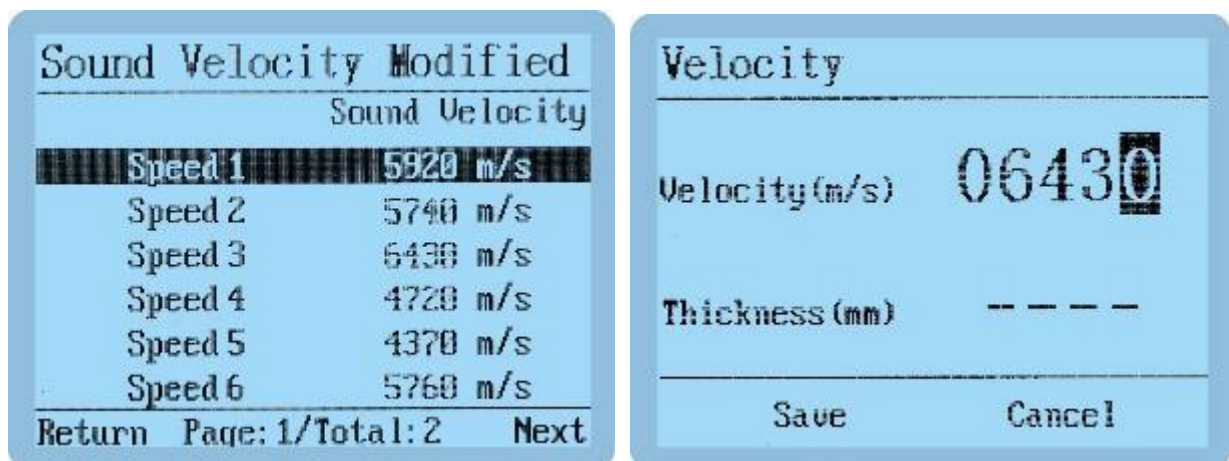 Sound Velocity Modified
Sound Velocity
Speed 1 5920 m/s
Speed 2 5740 m/s
Speed 3 6430 m/s
Speed 4 4720 m/s
Speed 5 4370 m/s
Speed 6 5760 m/s
Return Page: 1/Total: 2 Next
Velocity
Velocity(m/s) 06430
Thickness(mm) ----
Save Cancel